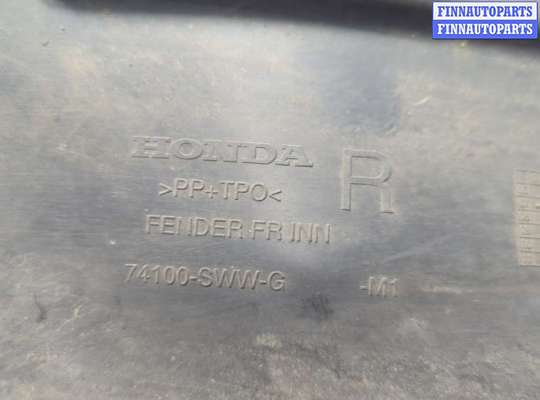 FINNAUTOPARTS
FINNAUTOPARTS
HONDA
R
>PP+TPO<
FENDER.FR INN
74100-SWW-G -M1